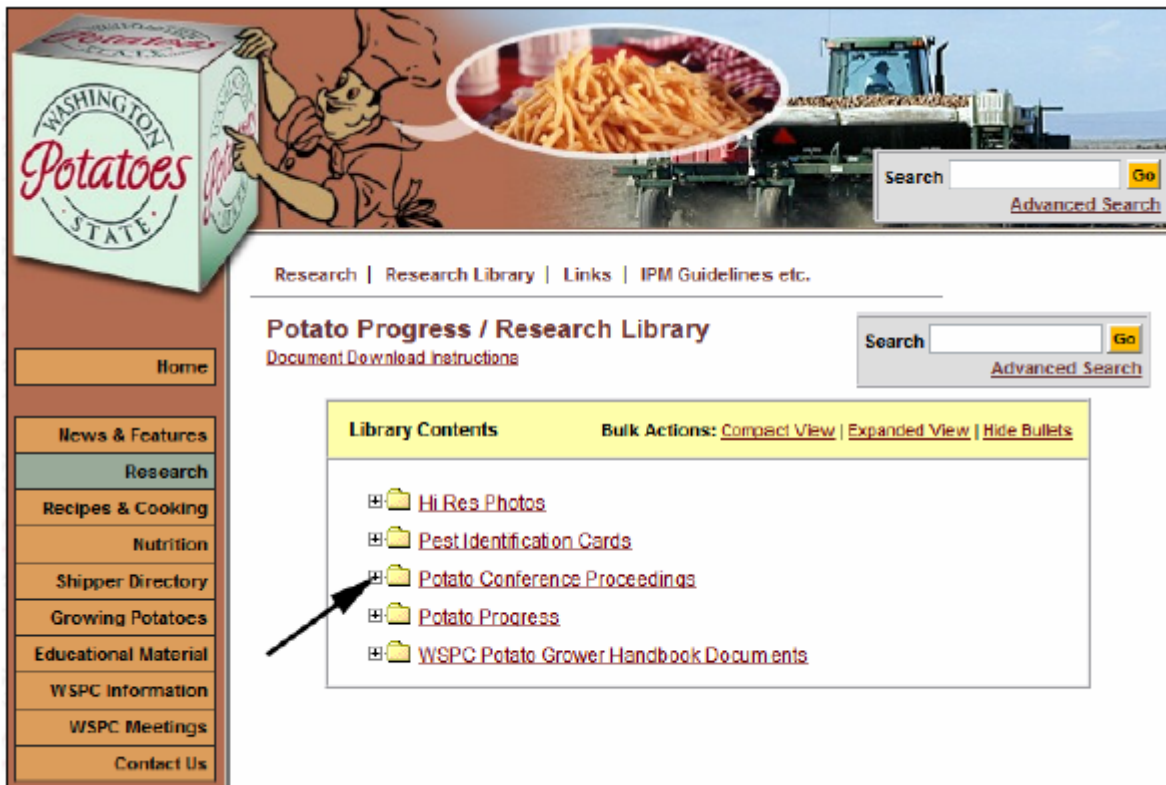 WASHINGTON
Potatoes
STATE
Search
Go
Advanced Search
Research | Research Library | Links | IPM Guidelines etc.
Potato Progress / Research Library
Document Download Instructions
Search
Go
Advanced Search
Home
News & Features
Research
Recipes & Cooking
Nutrition
Shipper Directory
Growing Potatoes
Educational Material
WSPC Information
WSPC Meetings
Contact Us
Library Contents
Bulk Actions: Compact View | Expanded View | Hide Bullets
Hi Res Photos
Pest Identification Cards
Potato Conference Proceedings
Potato Progress
WSPC Potato Grower Handbook Documents